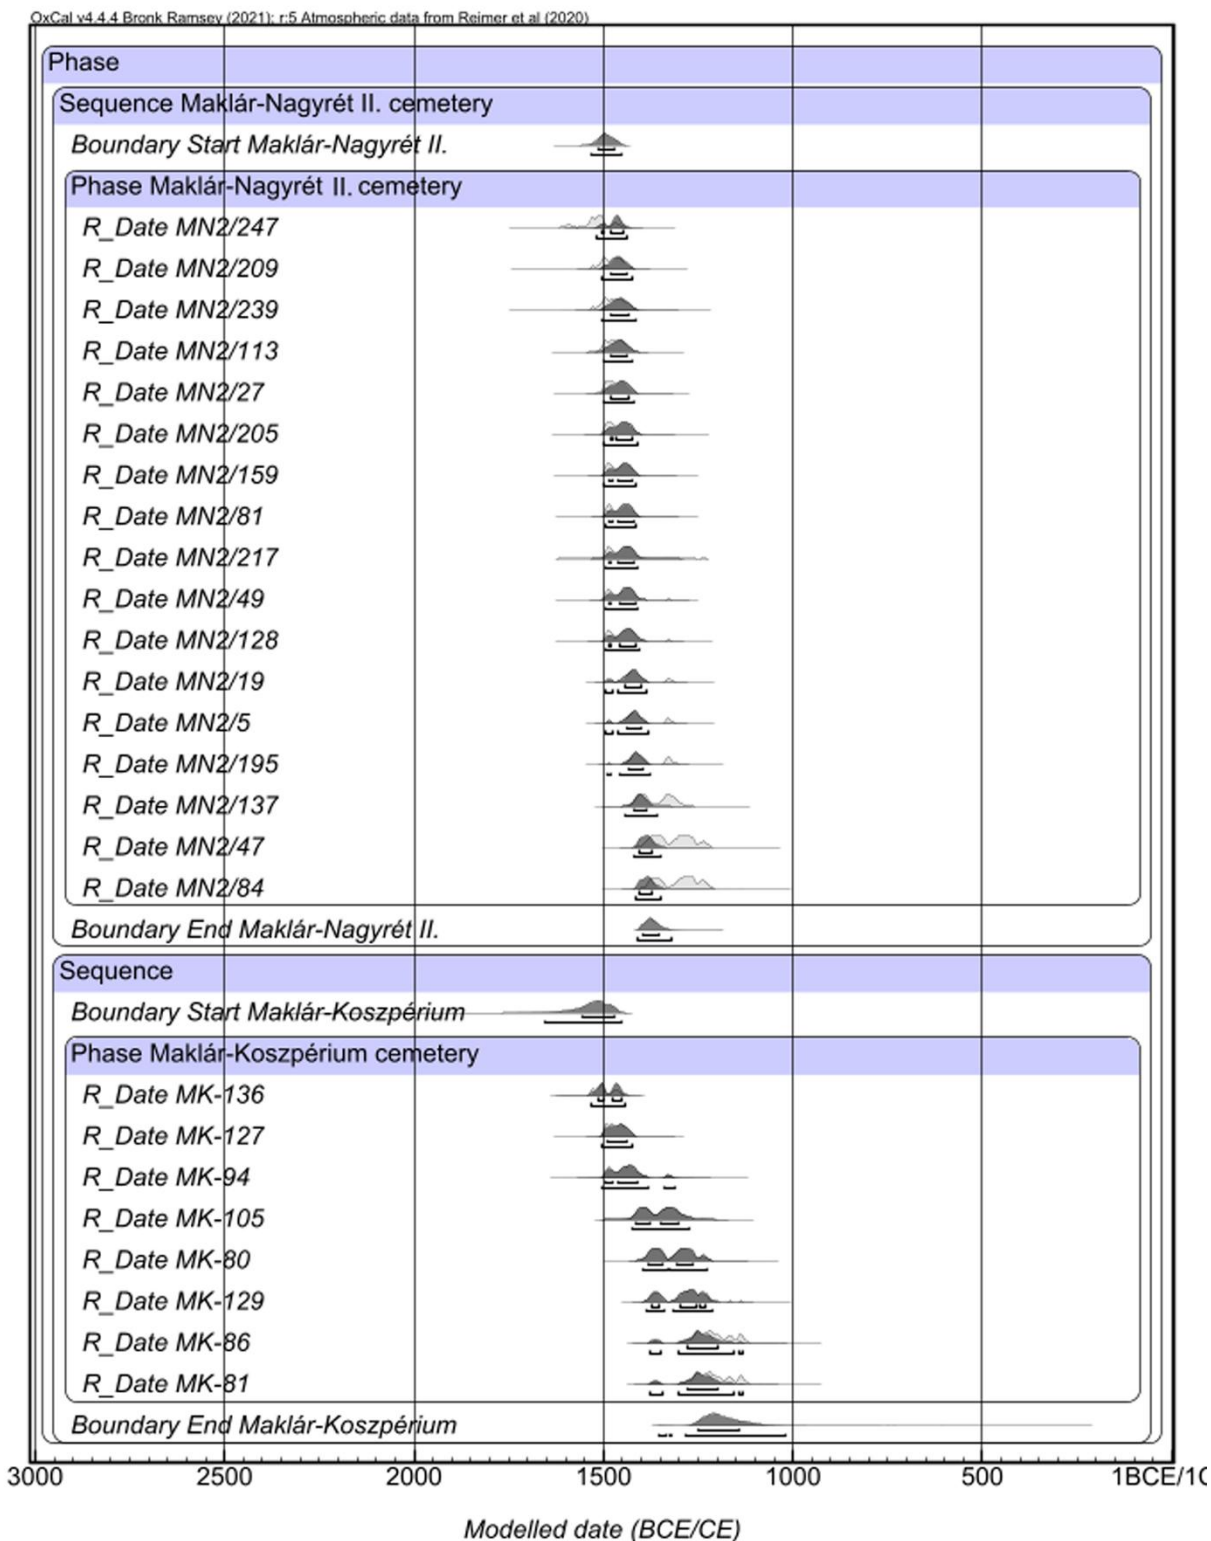 OxCal v4.4.4 Bronk Ramsey (2021); r:5 Atmospheric data from Reimer et al (2020)
Phase
Sequence Maklár-Nagyrét II. cemetery
Boundary Start Maklár-Nagyrét II.
Phase Maklár-Nagyrét II. cemetery
R_Date MN2/247
R_Date MN2/209
R_Date MN2/239
R_Date MN2/113
R_Date MN2/27
R_Date MN2/205
R_Date MN2/159
R_Date MN2/81
R_Date MN2/217
R_Date MN2/49
R_Date MN2/128
R_Date MN2/19
R_Date MN2/5
R_Date MN2/195
R_Date MN2/137
R_Date MN2/47
R_Date MN2/84
Boundary End Maklár-Nagyrét II.
Sequence
Boundary Start Maklár-Koszpérium
Phase Maklár-Koszpérium cemetery
R_Date MK-136
R_Date MK-127
R_Date MK-94
R_Date MK-105
R_Date MK-80
R_Date MK-129
R_Date MK-86
R_Date MK-81
Boundary End Maklár-Koszpérium
3000 2500 2000 1500 1000 500 1BCE/1C
Modelled date (BCE/CE)